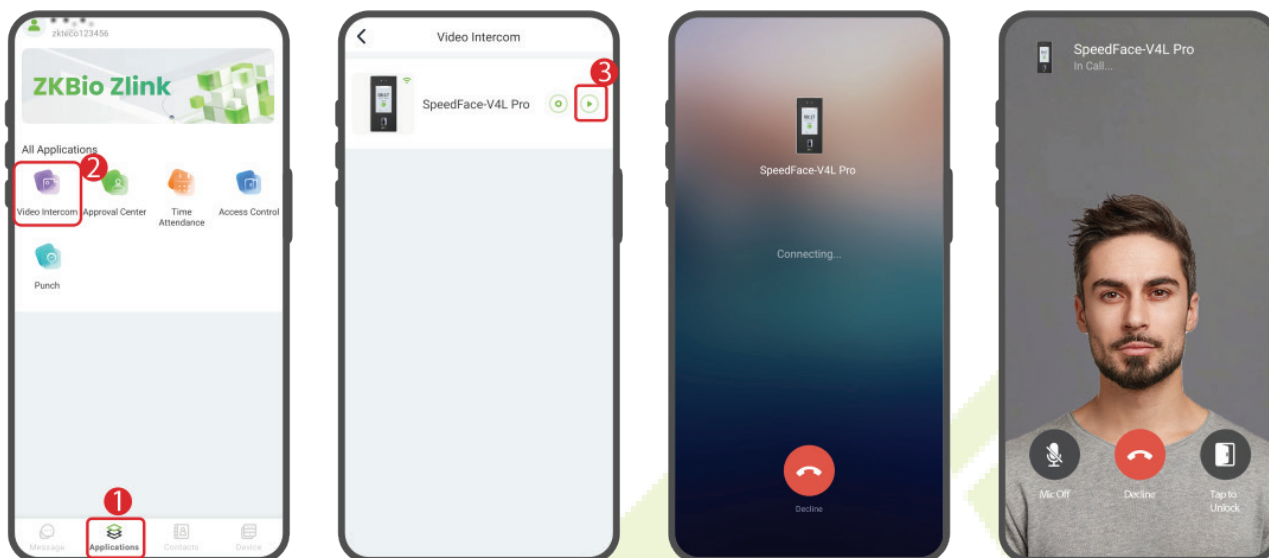 zkteco123456
ZKBio Zlink
All Applications
2
Video Intercom
Approval Center
Time
Attendance
Access Control
Punch
1
Message
Applications
Contacts
Device
Video Intercom
3
SpeedFace-V4L Pro
SpeedFace-V4L Pro
Connecting...
Decline
SpeedFace-V4L Pro
In Call...
Mic Off
Decline
Tap to
Unlock